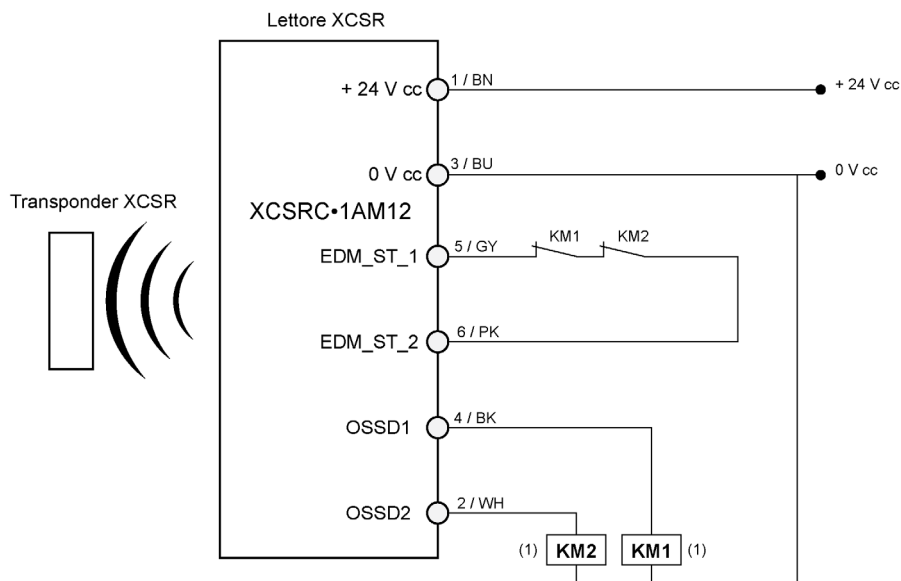 Lettore XCSR
+ 24 V cc
1 / BN
+ 24 V cc
0 V cc
3 / BU
0 V cc
Transponder XCSR
XCSRC•1AM12
EDM_ST_1
5 / GY
KM1
KM2
EDM_ST_2
6 / PK
OSSD1
4 / BK
OSSD2
2 / WH
(1)
KM2
KM1
(1)